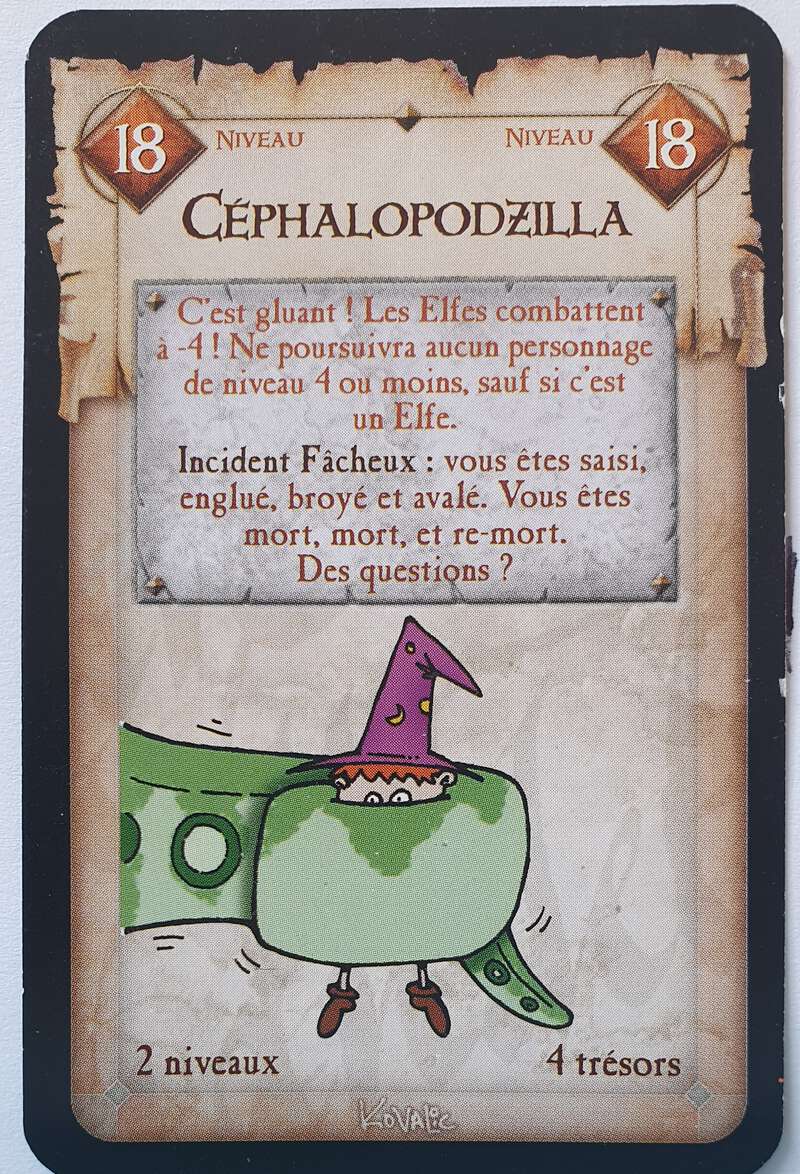 18 NIVEAU NIVEAU 18
CÉPHALOPODZILLA
C'est gluant ! Les Elfes combattent
à -4 ! Ne poursuivra aucun personnage
de niveau 4 ou moins, sauf si c'est
un Elfe.
Incident Fâcheux : vous êtes saisi,
englué, broyé et avalé. Vous êtes
mort, mort, et re-mort.
Des questions ?
2 niveaux 4 trésors
KOVALIC